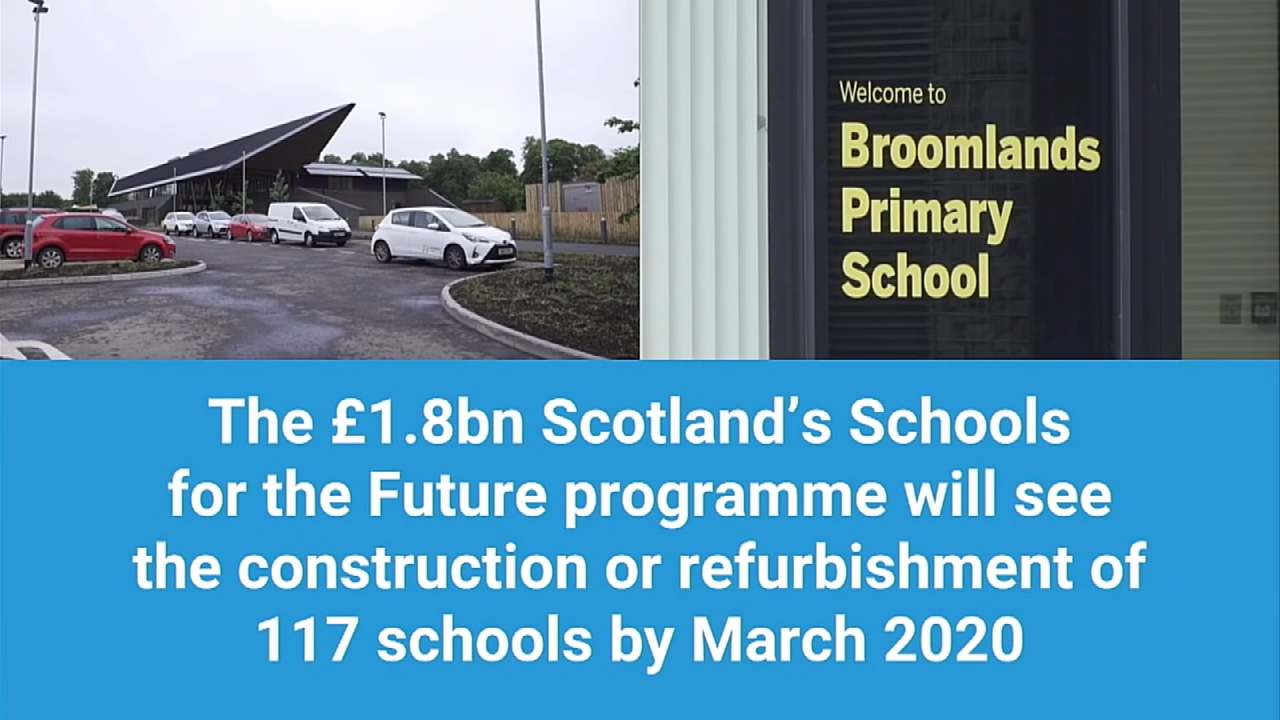 Welcome to
Broomlands
Primary
School
The £1.8bn Scotland’s Schools
for the Future programme will see
the construction or refurbishment of
117 schools by March 2020